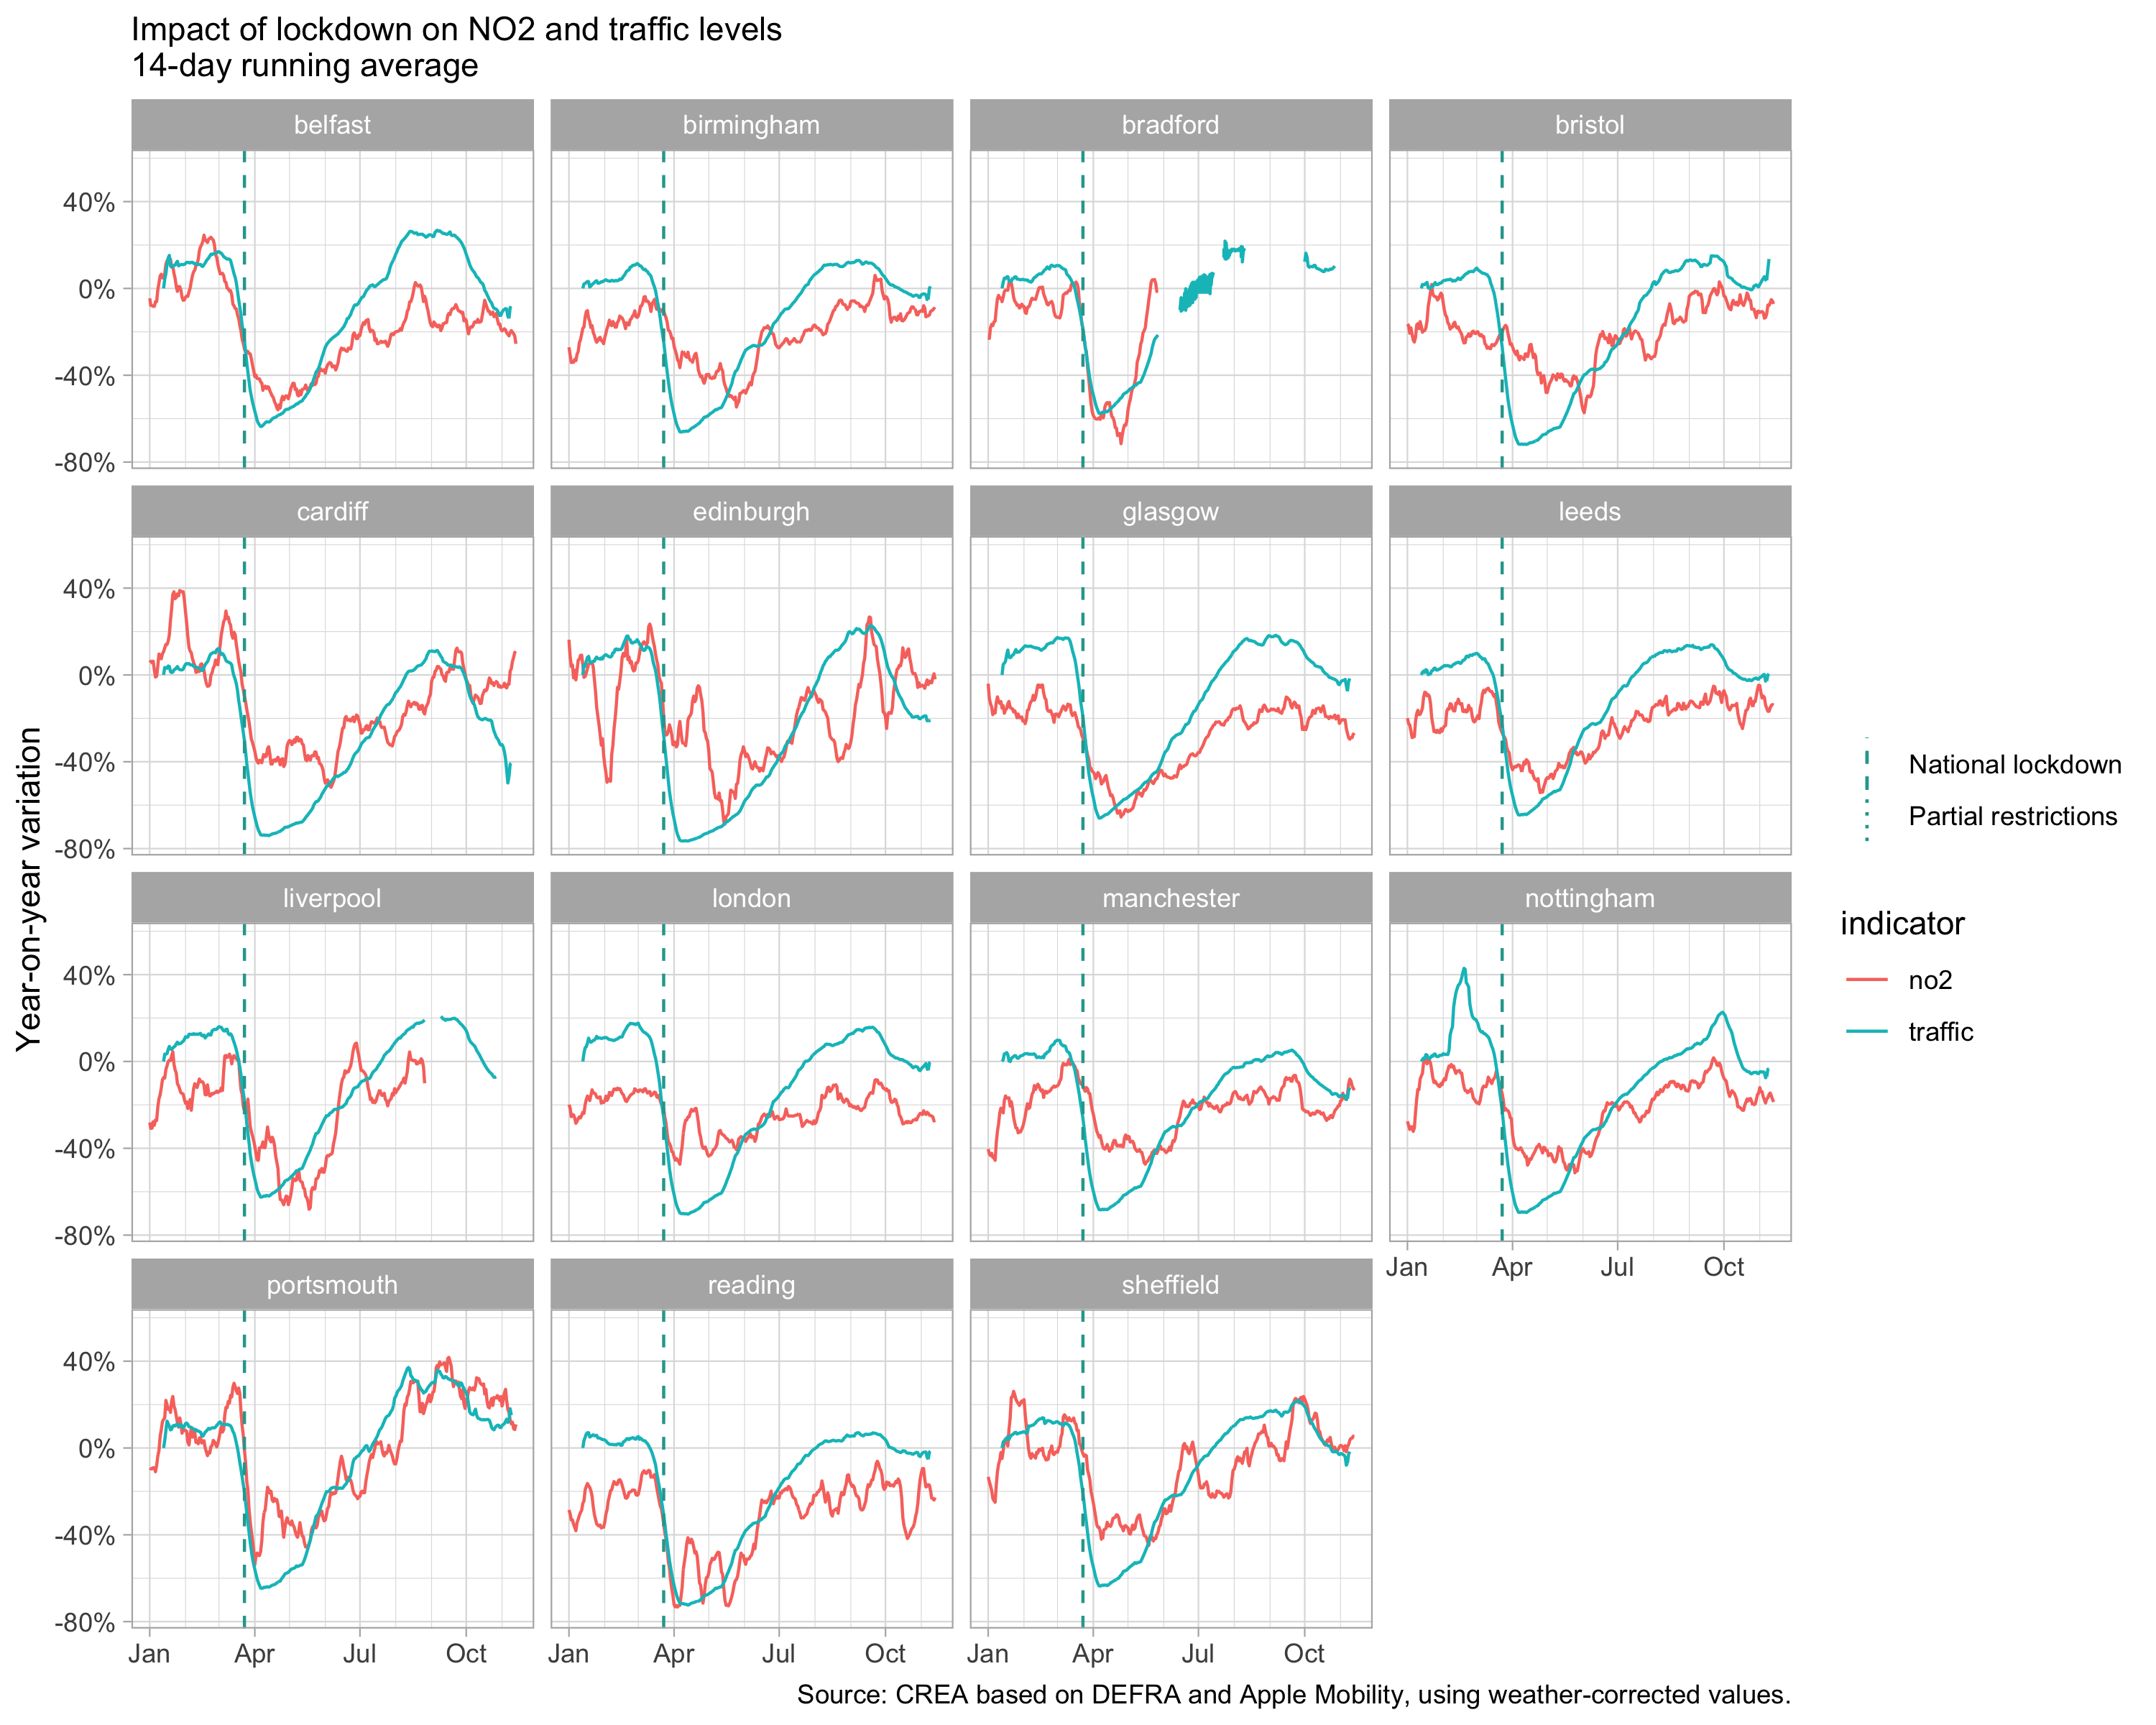 Impact of lockdown on NO2 and traffic levels
14-day running average
belfast birmingham bradford bristol
40%
0%
-40%
-80%
cardiff edinburgh glasgow leeds
40%
0%
-40%
-80%
liverpool london manchester nottingham
40%
0%
-40%
-80%
Jan Apr Jul Oct
portsmouth reading sheffield
40%
0%
-40%
-80%
Jan Apr Jul Oct Jan Apr Jul Oct Jan Apr Jul Oct
Year-on-year variation
National lockdown
Partial restrictions
indicator
no2
traffic
Source: CREA based on DEFRA and Apple Mobility, using weather-corrected values.